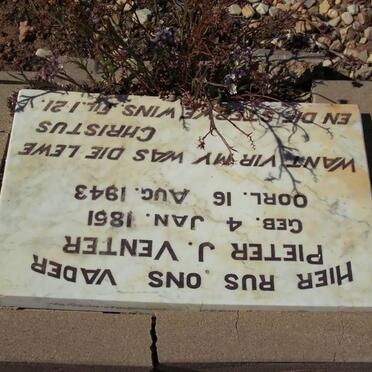 HIER RUS ONS VADER
PIETER J. VENTER
GEB. 4 JAN. 1861
OORL. 16 AUG. 1943
WANT VIR MY WAS DIE LEWE
CHRISTUS
EN DIE STERWE WINS. FIL. 1.21